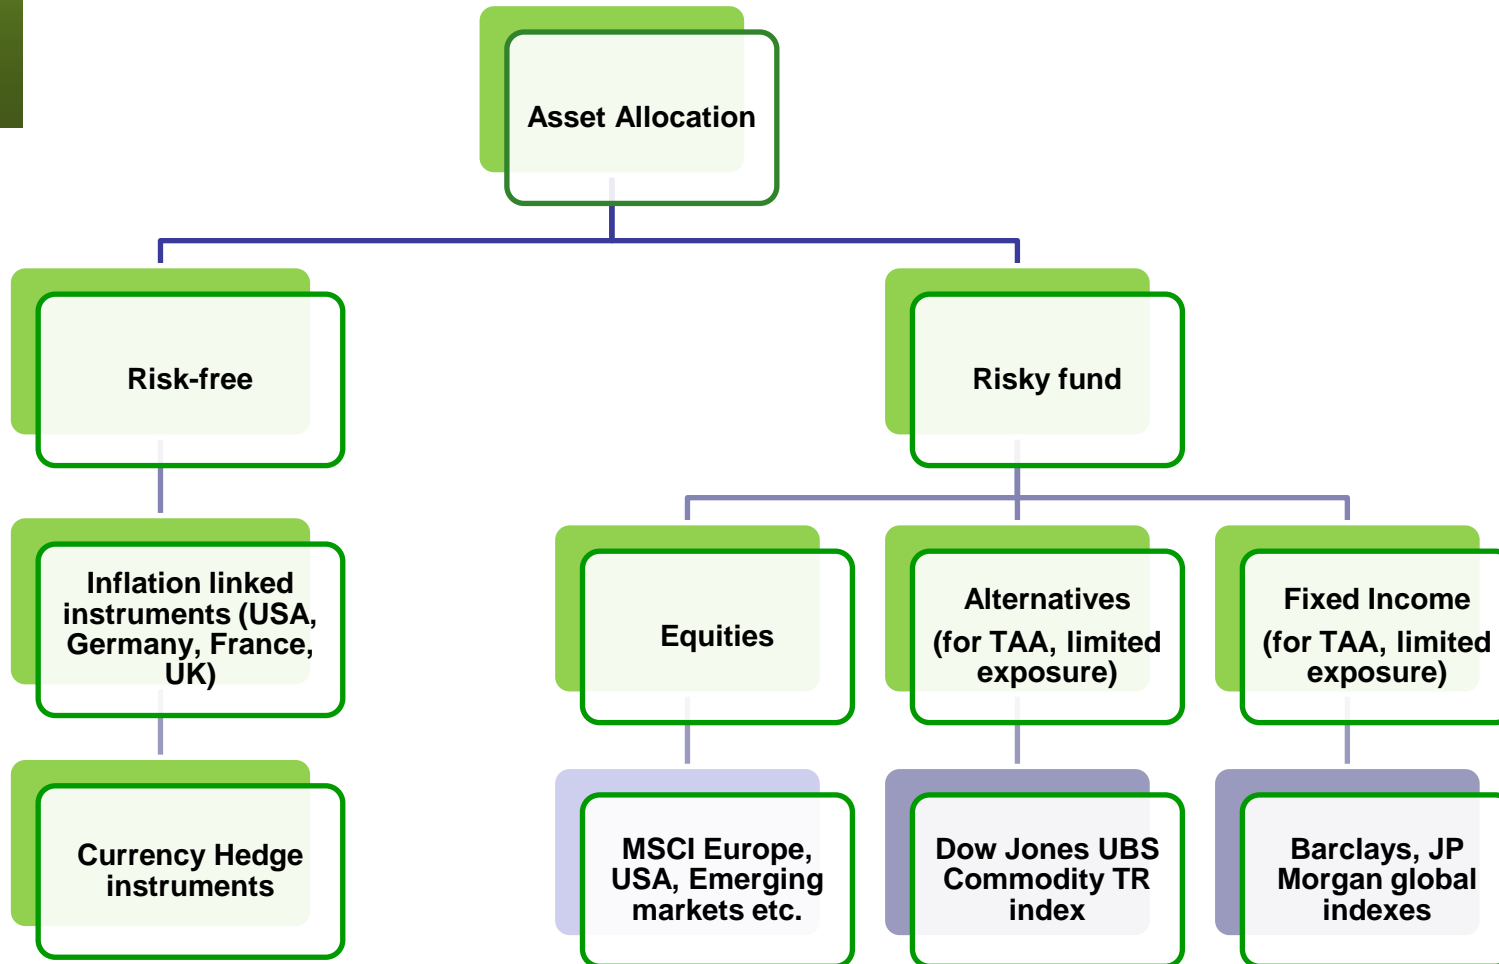 Asset Allocation
Risk-free
Risky fund
Inflation linked
instruments (USA,
Germany, France,
UK)
Equities
Alternatives
(for TAA, limited
exposure)
Fixed Income
(for TAA, limited
exposure)
Currency Hedge
instruments
MSCI Europe,
USA, Emerging
markets etc.
Dow Jones UBS
Commodity TR
index
Barclays, JP
Morgan global
indexes